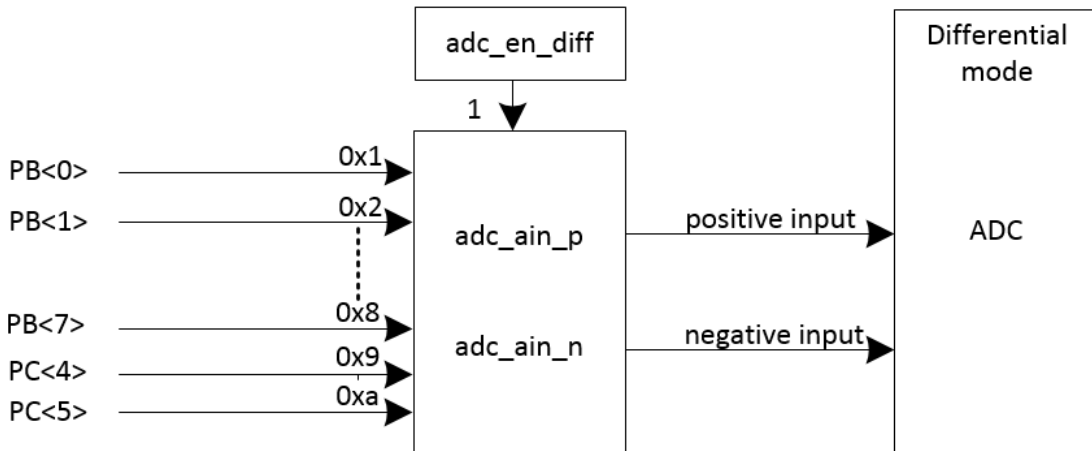 adc_en_diff
Differential
mode
1
PB<0>
0x1
PB<1>
0x2
adc_ain_p
positive input
ADC
PB<7>
0x8
adc_ain_n
negative input
PC<4>
0x9
PC<5>
0xa